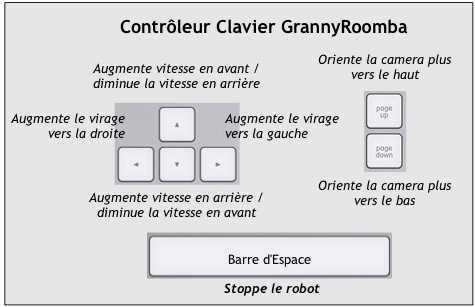 Contrôleur Clavier GrannyRoomba
Augmente vitesse en avant /
diminue la vitesse en arrière
Oriente la camera plus
vers le haut
Augmente le virage
vers la droite
Augmente le virage
vers la gauche
page
up
page
down
Augmente vitesse en arrière /
diminue la vitesse en avant
Oriente la camera plus
vers le bas
Barre d'Espace
Stoppe le robot